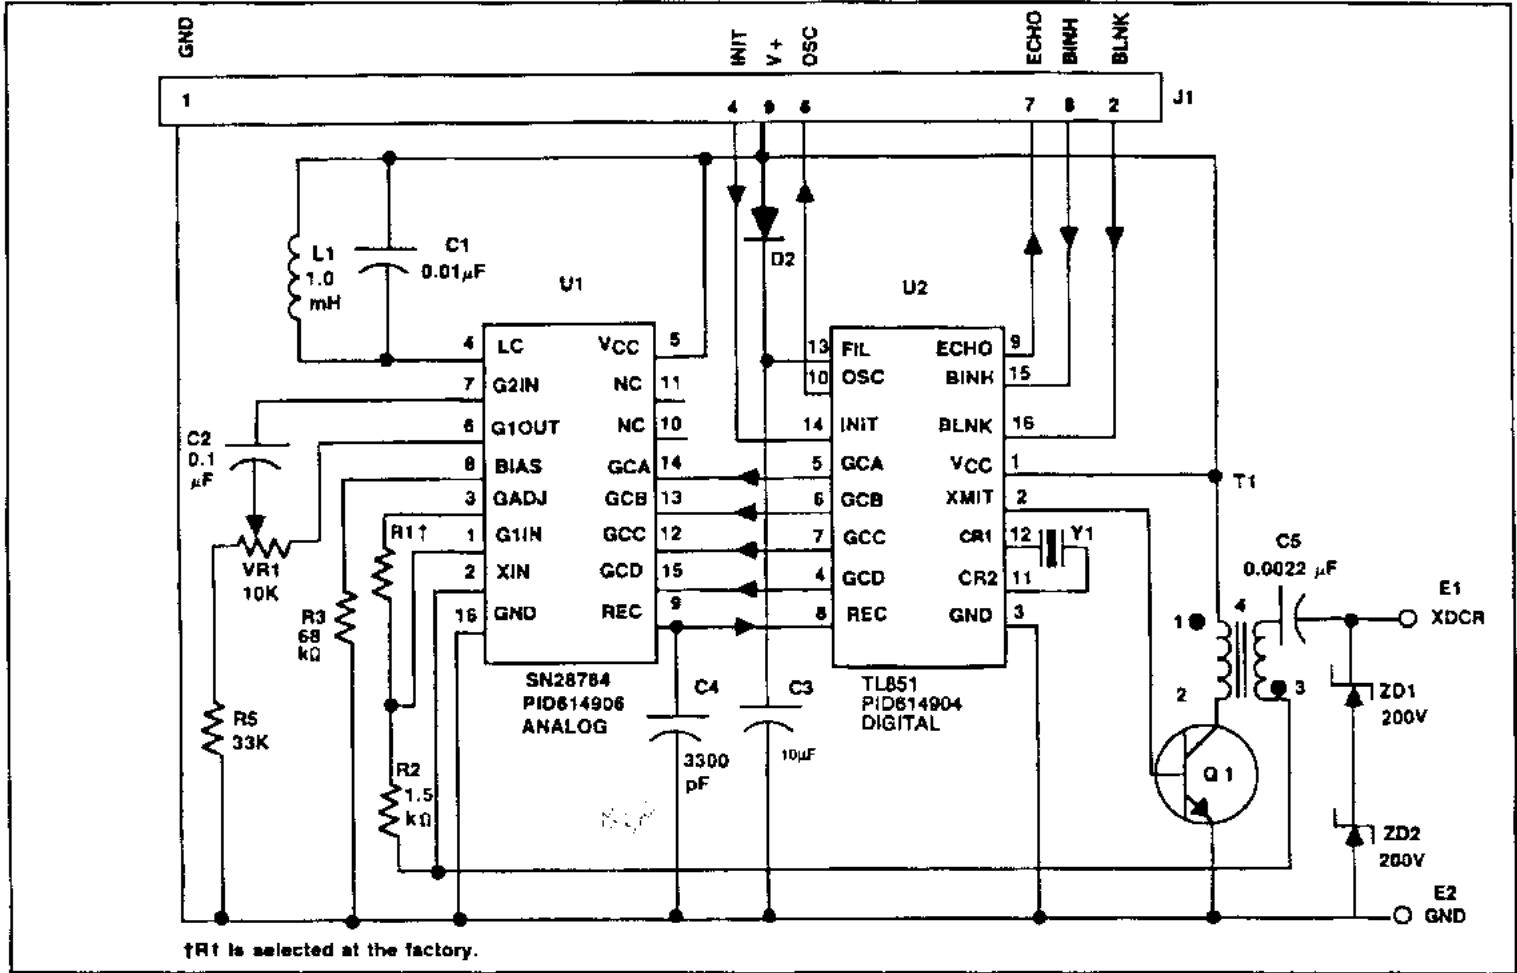 GND
INIT
V+
OSC
ECHO
BINH
BLNK
1
4
9
6
7
8
2
J1
L1
1.0
mH
C1
0.01µF
D2
U1
U2
4 LC
VCC 5
7 G2IN
NC 11
6 G1OUT
NC 10
8 BIAS
GCA 14
3 GADJ
GCB 13
1 G1IN
GCC 12
2 XIN
GCD 15
16 GND
REC 9
13 FIL
ECHO 9
10 OSC
BINH 15
14 INIT
BLNK 16
5 GCA
VCC 1
6 GCB
XMIT 2
7 GCC
CR1 12
4 GCD
CR2 11
8 REC
GND 3
C2
0.1
µF
VR1
10K
R1†
R3
68
kΩ
R5
33K
R2
1.5
kΩ
SN28784
PID614906
ANALOG
TL851
PID614904
DIGITAL
C4
3300
pF
C3
10µF
Y1
T1
C5
0.0022 µF
E1
XDCR
1
4
2
3
Q1
ZD1
200V
ZD2
200V
E2
GND
†R1 is selected at the factory.